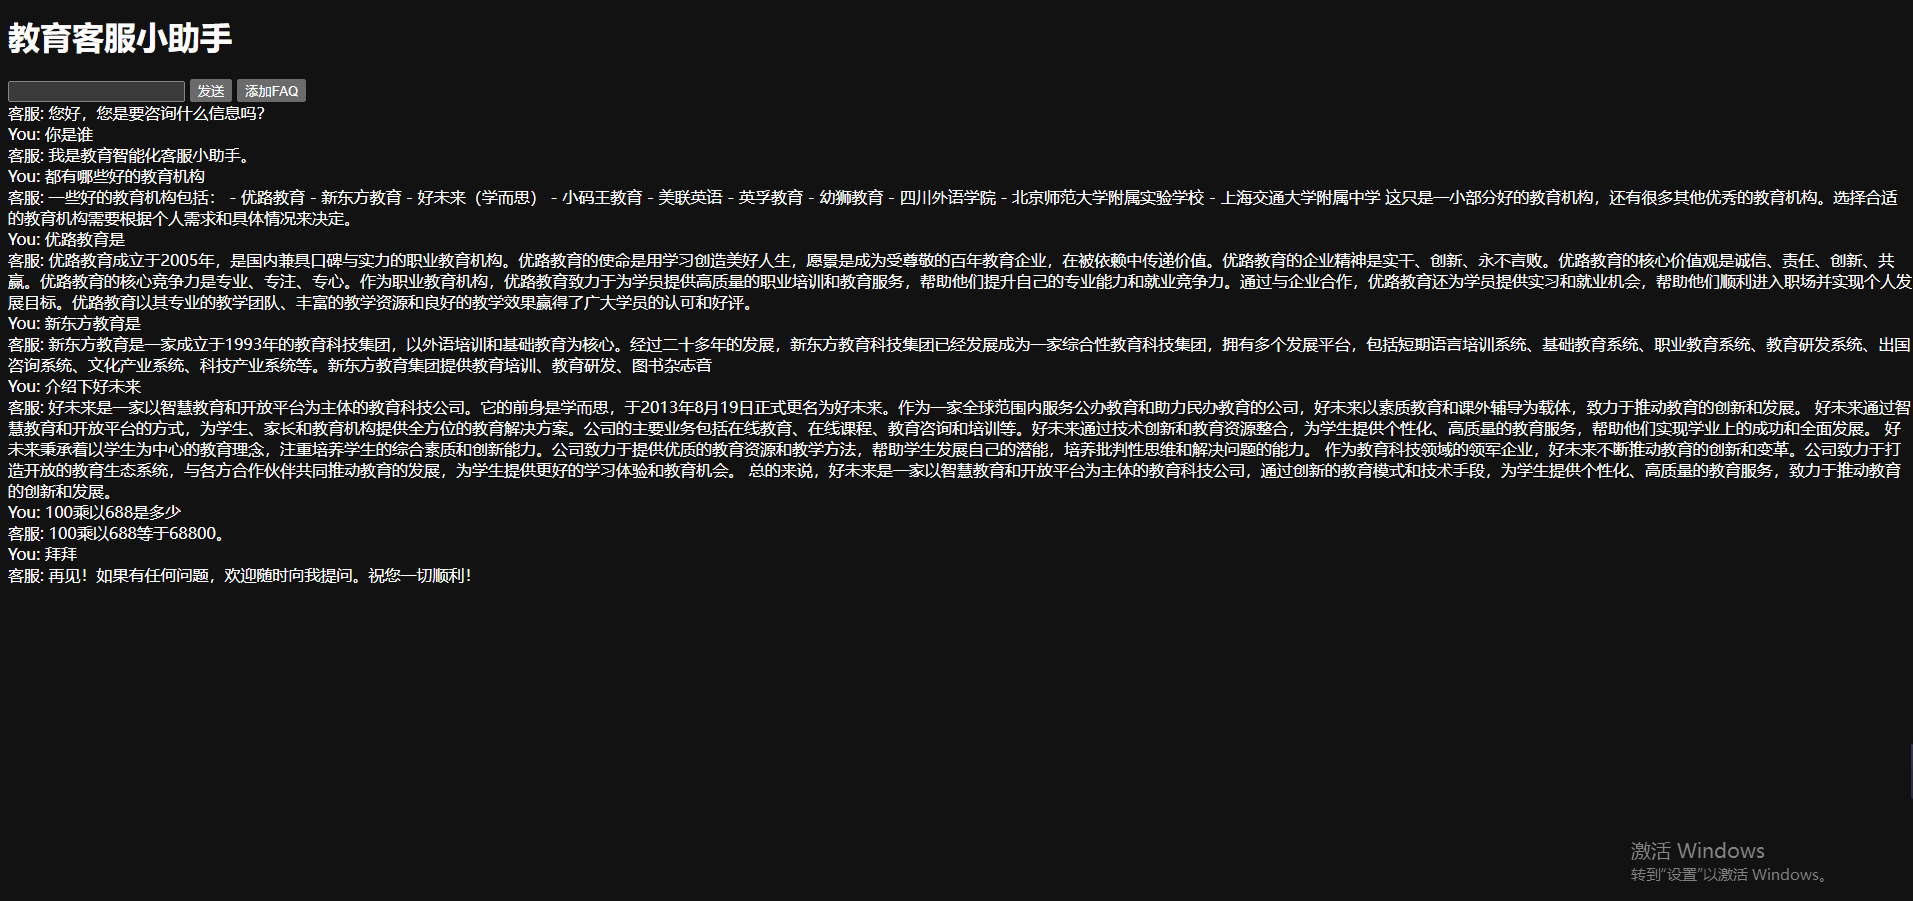 教育客服小助手
发送 添加FAQ
客服: 您好，您是要咨询什么信息吗?
You: 你是谁
客服: 我是教育智能化客服小助手。
You: 都有哪些好的教育机构
客服: 一些好的教育机构包括： - 优路教育 - 新东方教育 - 好未来（学而思） - 小码王教育 - 美联英语 - 英孚教育 - 幼狮教育 - 四川外语学院 - 北京师范大学附属实验学校 - 上海交通大学附属中学 这只是一小部分好的教育机构，还有很多其他优秀的教育机构。选择合适
的教育机构需要根据个人需求和具体情况来决定。
You: 优路教育是
客服: 优路教育成立于2005年，是国内兼具口碑与实力的职业教育机构。优路教育的使命是用学习创造美好人生，愿景是成为受尊敬的百年教育企业，在被依赖中传递价值。优路教育的企业精神是实干、创新、永不言败。优路教育的核心价值观是诚信、责任、创新、共
赢。优路教育的核心竞争力是专业、专注、专心。作为职业教育机构，优路教育致力于为学员提供高质量的职业培训和教育服务，帮助他们提升自己的专业能力和就业竞争力。通过与企业合作，优路教育还为学员提供实习和就业机会，帮助他们顺利进入职场并实现个人发
展目标。优路教育以其专业的教学团队、丰富的教学资源和良好的教学效果赢得了广大学员的认可和好评。
You: 新东方教育是
客服: 新东方教育是一家成立于1993年的教育科技集团，以外语培训和基础教育为核心。经过二十多年的发展，新东方教育科技集团已经发展成为一家综合性教育科技集团，拥有多个发展平台，包括短期语言培训系统、基础教育系统、职业教育系统、教育研发系统、出国
咨询系统、文化产业系统、科技产业系统等。新东方教育集团提供教育培训、教育研发、图书杂志音
You: 介绍下好未来
客服: 好未来是一家以智慧教育和开放平台为主体的教育科技公司。它的前身是学而思，于2013年8月19日正式更名为好未来。作为一家全球范围内服务公办教育和助力民办教育的公司，好未来以素质教育和课外辅导为载体，致力于推动教育的创新和发展。 好未来通过智
慧教育和开放平台的方式，为学生、家长和教育机构提供全方位的教育解决方案。公司的主要业务包括在线教育、在线课程、教育咨询和培训等。好未来通过技术创新和教育资源整合，为学生提供个性化、高质量的教育服务，帮助他们实现学业上的成功和全面发展。 好
未来秉承着以学生为中心的教育理念，注重培养学生的综合素质和创新能力。公司致力于提供优质的教育资源和教学方法，帮助学生发展自己的潜能，培养批判性思维和解决问题的能力。 作为教育科技领域的领军企业，好未来不断推动教育的创新和变革。公司致力于打
造开放的教育生态系统，与各方合作伙伴共同推动教育的发展，为学生提供更好的学习体验和教育机会。 总的来说，好未来是一家以智慧教育和开放平台为主体的教育科技公司，通过创新的教育模式和技术手段，为学生提供个性化、高质量的教育服务，致力于推动教育
的创新和发展。
You: 100乘以688是多少
客服: 100乘以688等于68800。
You: 拜拜
客服: 再见！如果有任何问题，欢迎随时向我提问。祝您一切顺利！
激活 Windows
转到“设置”以激活 Windows。